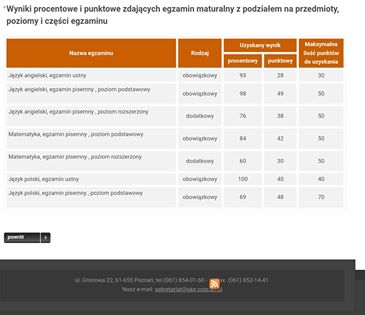 Wyniki procentowe i punktowe zdających egzamin maturalny z podziałem na przedmioty,
poziomy i części egzaminu
Nazwa egzaminu Rodzaj Uzyskany wynik Maksymalna ilość punktów do uzyskania
procentowy punktowy
Język angielski, egzamin ustny obowiązkowy 93 28 30
Język angielski, egzamin pisemny , poziom podstawowy obowiązkowy 98 49 50
Język angielski, egzamin pisemny , poziom rozszerzony dodatkowy 76 38 50
Matematyka, egzamin pisemny , poziom podstawowy obowiązkowy 84 42 50
Matematyka, egzamin pisemny , poziom rozszerzony dodatkowy 60 30 50
Język polski, egzamin ustny obowiązkowy 100 40 40
Język polski, egzamin pisemny , poziom podstawowy obowiązkowy 69 48 70
powrót
ul. Gronowa 22, 61-655 Poznań, tel.(061) 854-01-60 (061) 852-14-41
Nasz e-mail: sekretariat@oke.poznan.pl